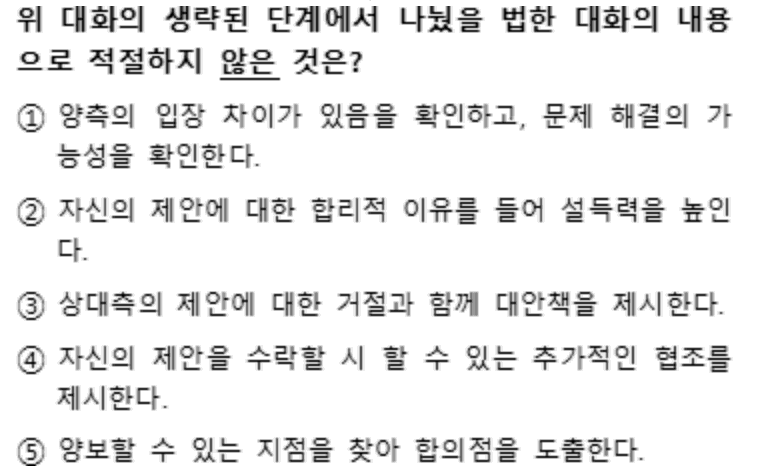 위 대화의 생략된 단계에서 나눴을 법한 대화의 내용
으로 적절하지 않은 것은?
① 양측의 입장 차이가 있음을 확인하고, 문제 해결의 가
능성을 확인한다.
② 자신의 제안에 대한 합리적 이유를 들어 설득력을 높인
다.
③ 상대측의 제안에 대한 거절과 함께 대안책을 제시한다.
④ 자신의 제안을 수락할 시 할 수 있는 추가적인 협조를
제시한다.
⑤ 양보할 수 있는 지점을 찾아 합의점을 도출한다.